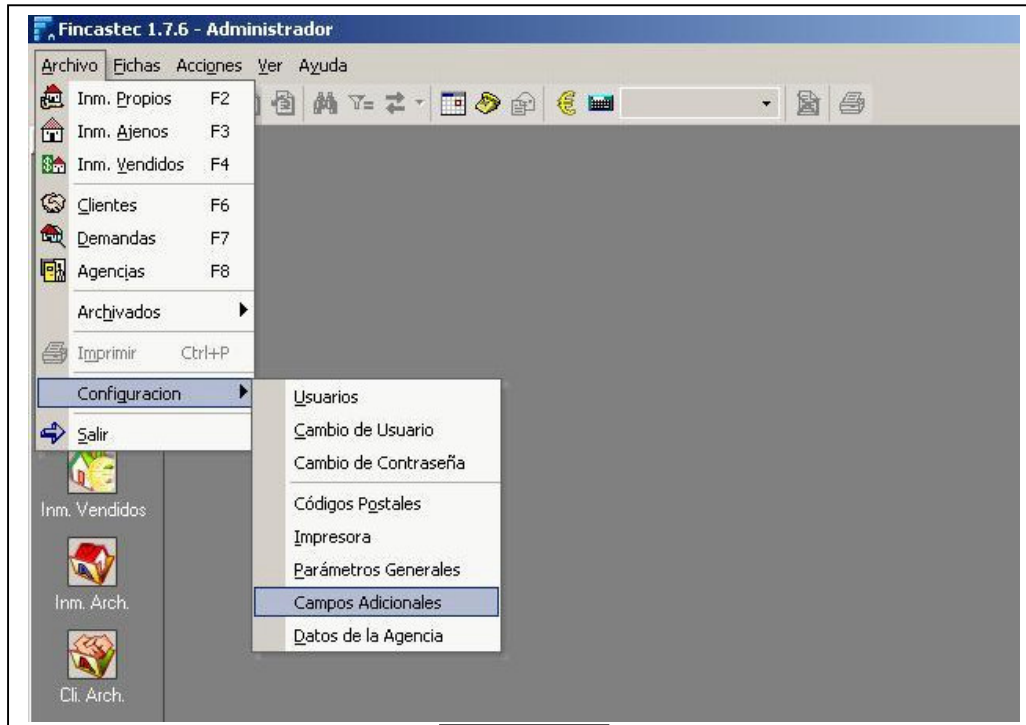 Fincastec 1.7.6 - Administrador
Archivo Fichas Acciones Ver Ayuda
Inm. Propios F2
Inm. Ajenos F3
Inm. Vendidos F4
Clientes F6
Demandas F7
Agencias F8
Archivados
Imprimir Ctrl+P
Configuracion
Salir
Usuarios
Cambio de Usuario
Cambio de Contraseña
Códigos Postales
Impresora
Parámetros Generales
Campos Adicionales
Datos de la Agencia
Inm. Vendidos
Inm. Arch.
Cli. Arch.